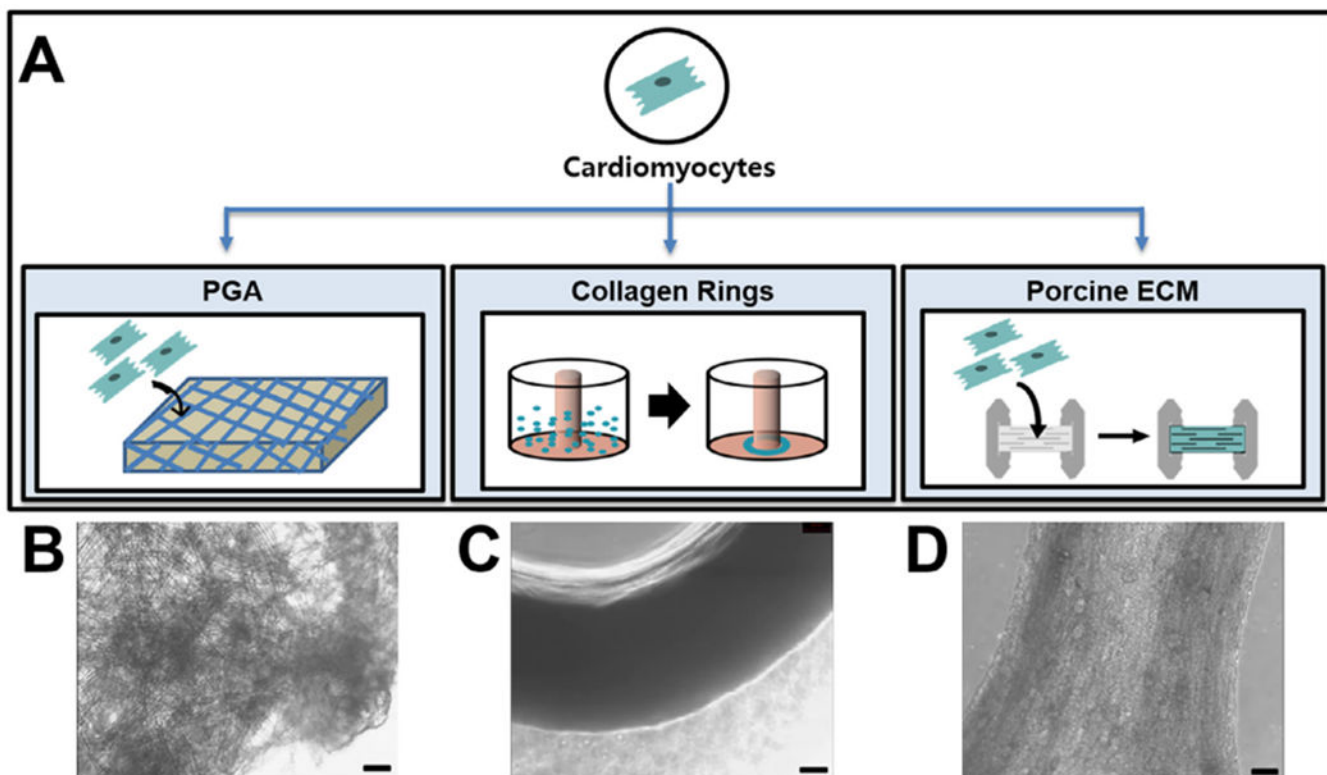 A
Cardiomyocytes
PGA
Collagen Rings
Porcine ECM
B
C
D